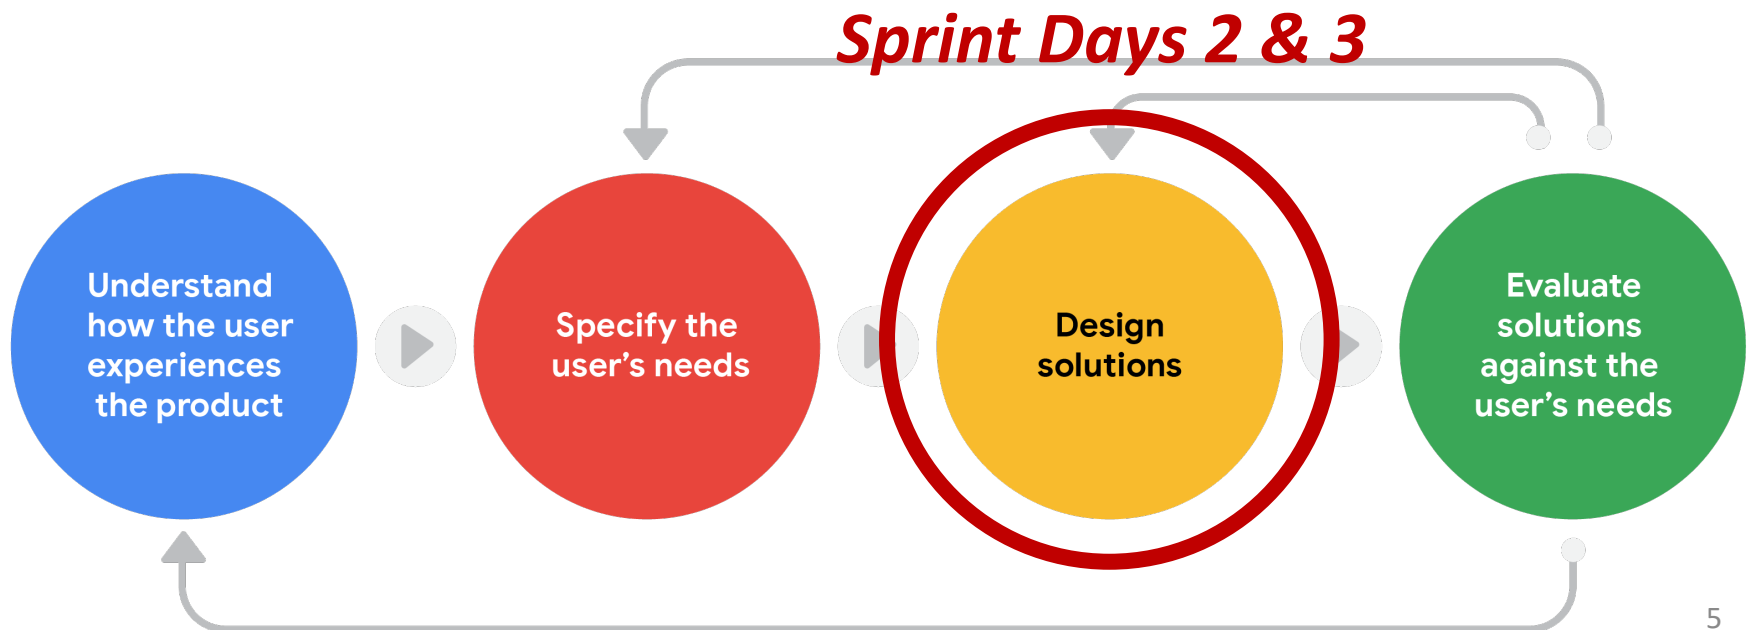 Sprint Days 2 & 3
Understand
how the user
experiences
the product
Specify the
user’s needs
Design
solutions
Evaluate
solutions
against the
user’s needs
5